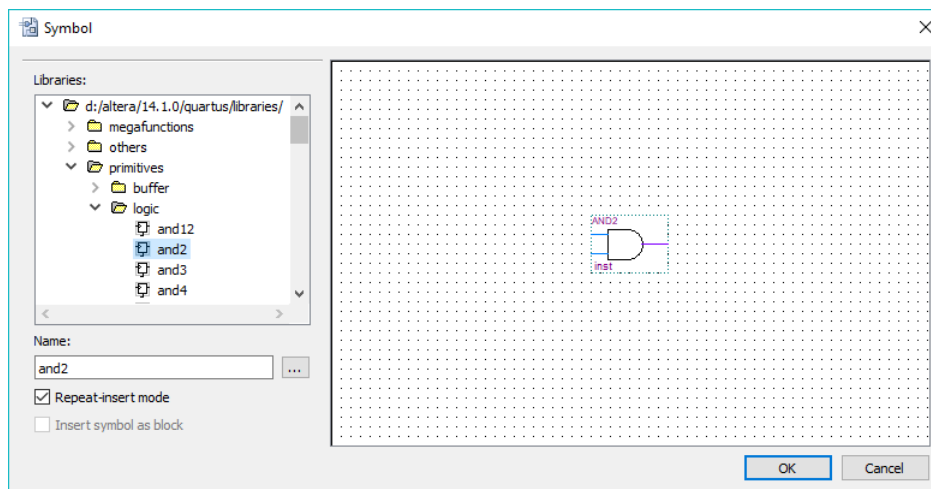 Symbol
Libraries:
d:/altera/14.1.0/quartus/libraries/
megafunctions
others
primitives
buffer
logic
and12
and2
and3
and4
Name:
and2
...
Repeat-insert mode
Insert symbol as block
AND2
inst
OK
Cancel